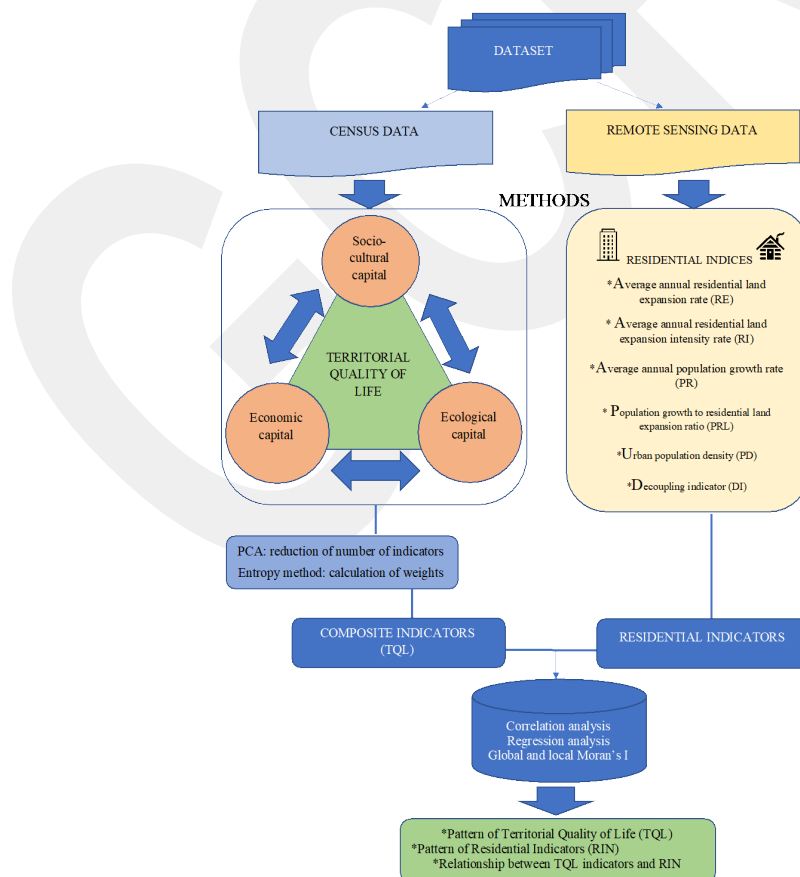 DATASET
CENSUS DATA
REMOTE SENSING DATA
METHODS
Socio-
cultural
capital
TERRITORIAL
QUALITY OF
LIFE
Economic
capital
Ecological
capital
RESIDENTIAL INDICES
*Average annual residential land
expansion rate (RE)
* Average annual residential land
expansion intensity rate (RI)
*Average annual population growth rate
(PR)
* Population growth to residential land
expansion ratio (PRL)
*Urban population density (PD)
*Decoupling indicator (DI)
PCA: reduction of number of indicators
Entropy method: calculation of weights
COMPOSITE INDICATORS
(TQL)
RESIDENTIAL INDICATORS
Correlation analysis
Regression analysis
Global and local Moran's I
*Pattern of Territorial Quality of Life (TQL)
*Pattern of Residential Indicators (RIN)
*Relationship between TQL indicators and RIN